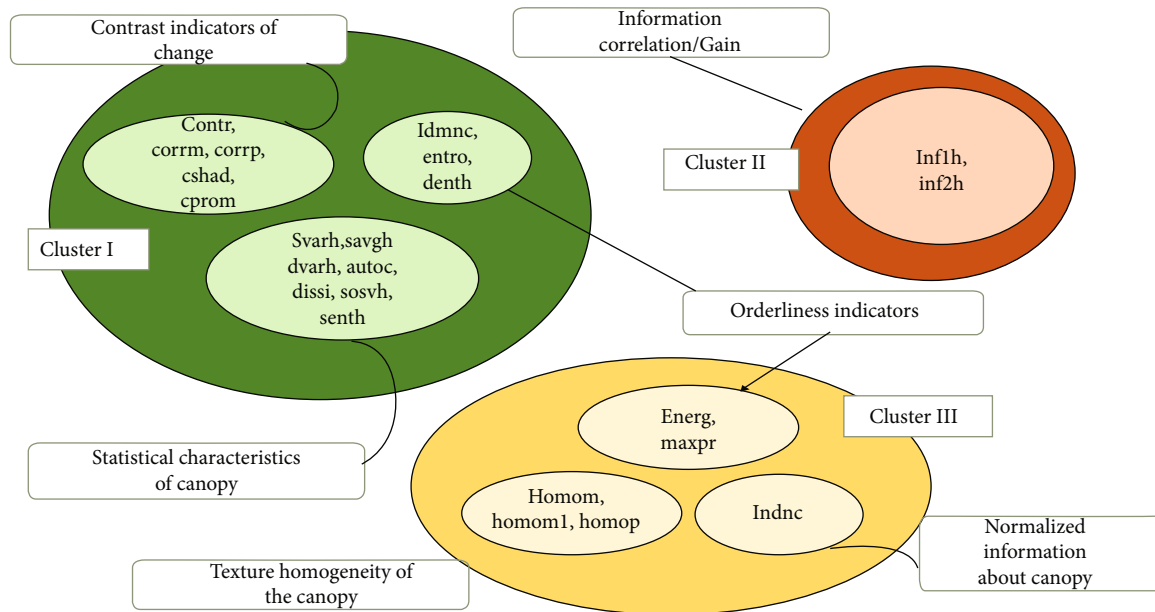 Contrast indicators of
change
Information
correlation/Gain
Contr,
corrm, corrp,
cshad,
cprom
Idmnc,
entro,
denth
Cluster II
Inf1h,
inf2h
Cluster I
Svarh,savgh
dvarh, autoc,
dissi, sosvh,
senth
Orderliness indicators
Energ,
maxpr
Cluster III
Statistical characteristics
of canopy
Homom,
homom1, homop
Indnc
Normalized
information
about canopy
Texture homogeneity of
the canopy